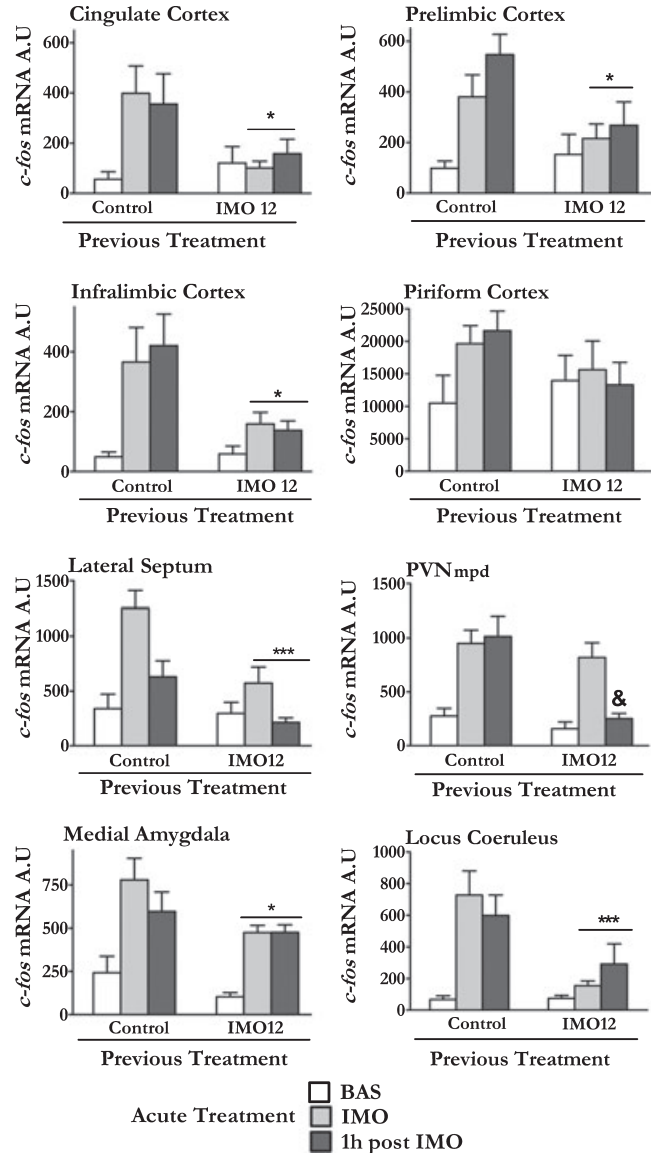 Cingulate Cortex
c-fos mRNA A.U
600
400
200
0
*
Control
IMO 12
Previous Treatment
Prelimbic Cortex
c-fos mRNA A.U
600
400
200
0
*
Control
IMO 12
Previous Treatment
Infralimbic Cortex
c-fos mRNA A.U
400
200
0
*
Control
IMO 12
Previous Treatment
Piriform Cortex
c-fos mRNA A.U
25000
20000
15000
10000
5000
0
Control
IMO 12
Previous Treatment
Lateral Septum
c-fos mRNA A.U
1500
1000
500
0
***
Control
IMO12
Previous Treatment
PVNmpd
c-fos mRNA A.U
1500
1000
500
0
&
Control
IMO12
Previous Treatment
Medial Amygdala
c-fos mRNA A.U
750
500
250
0
*
Control
IMO12
Previous Treatment
Locus Coeruleus
c-fos mRNA A.U
1000
800
600
400
200
0
***
Control
IMO12
Previous Treatment
Acute Treatment
BAS
IMO
1h post IMO